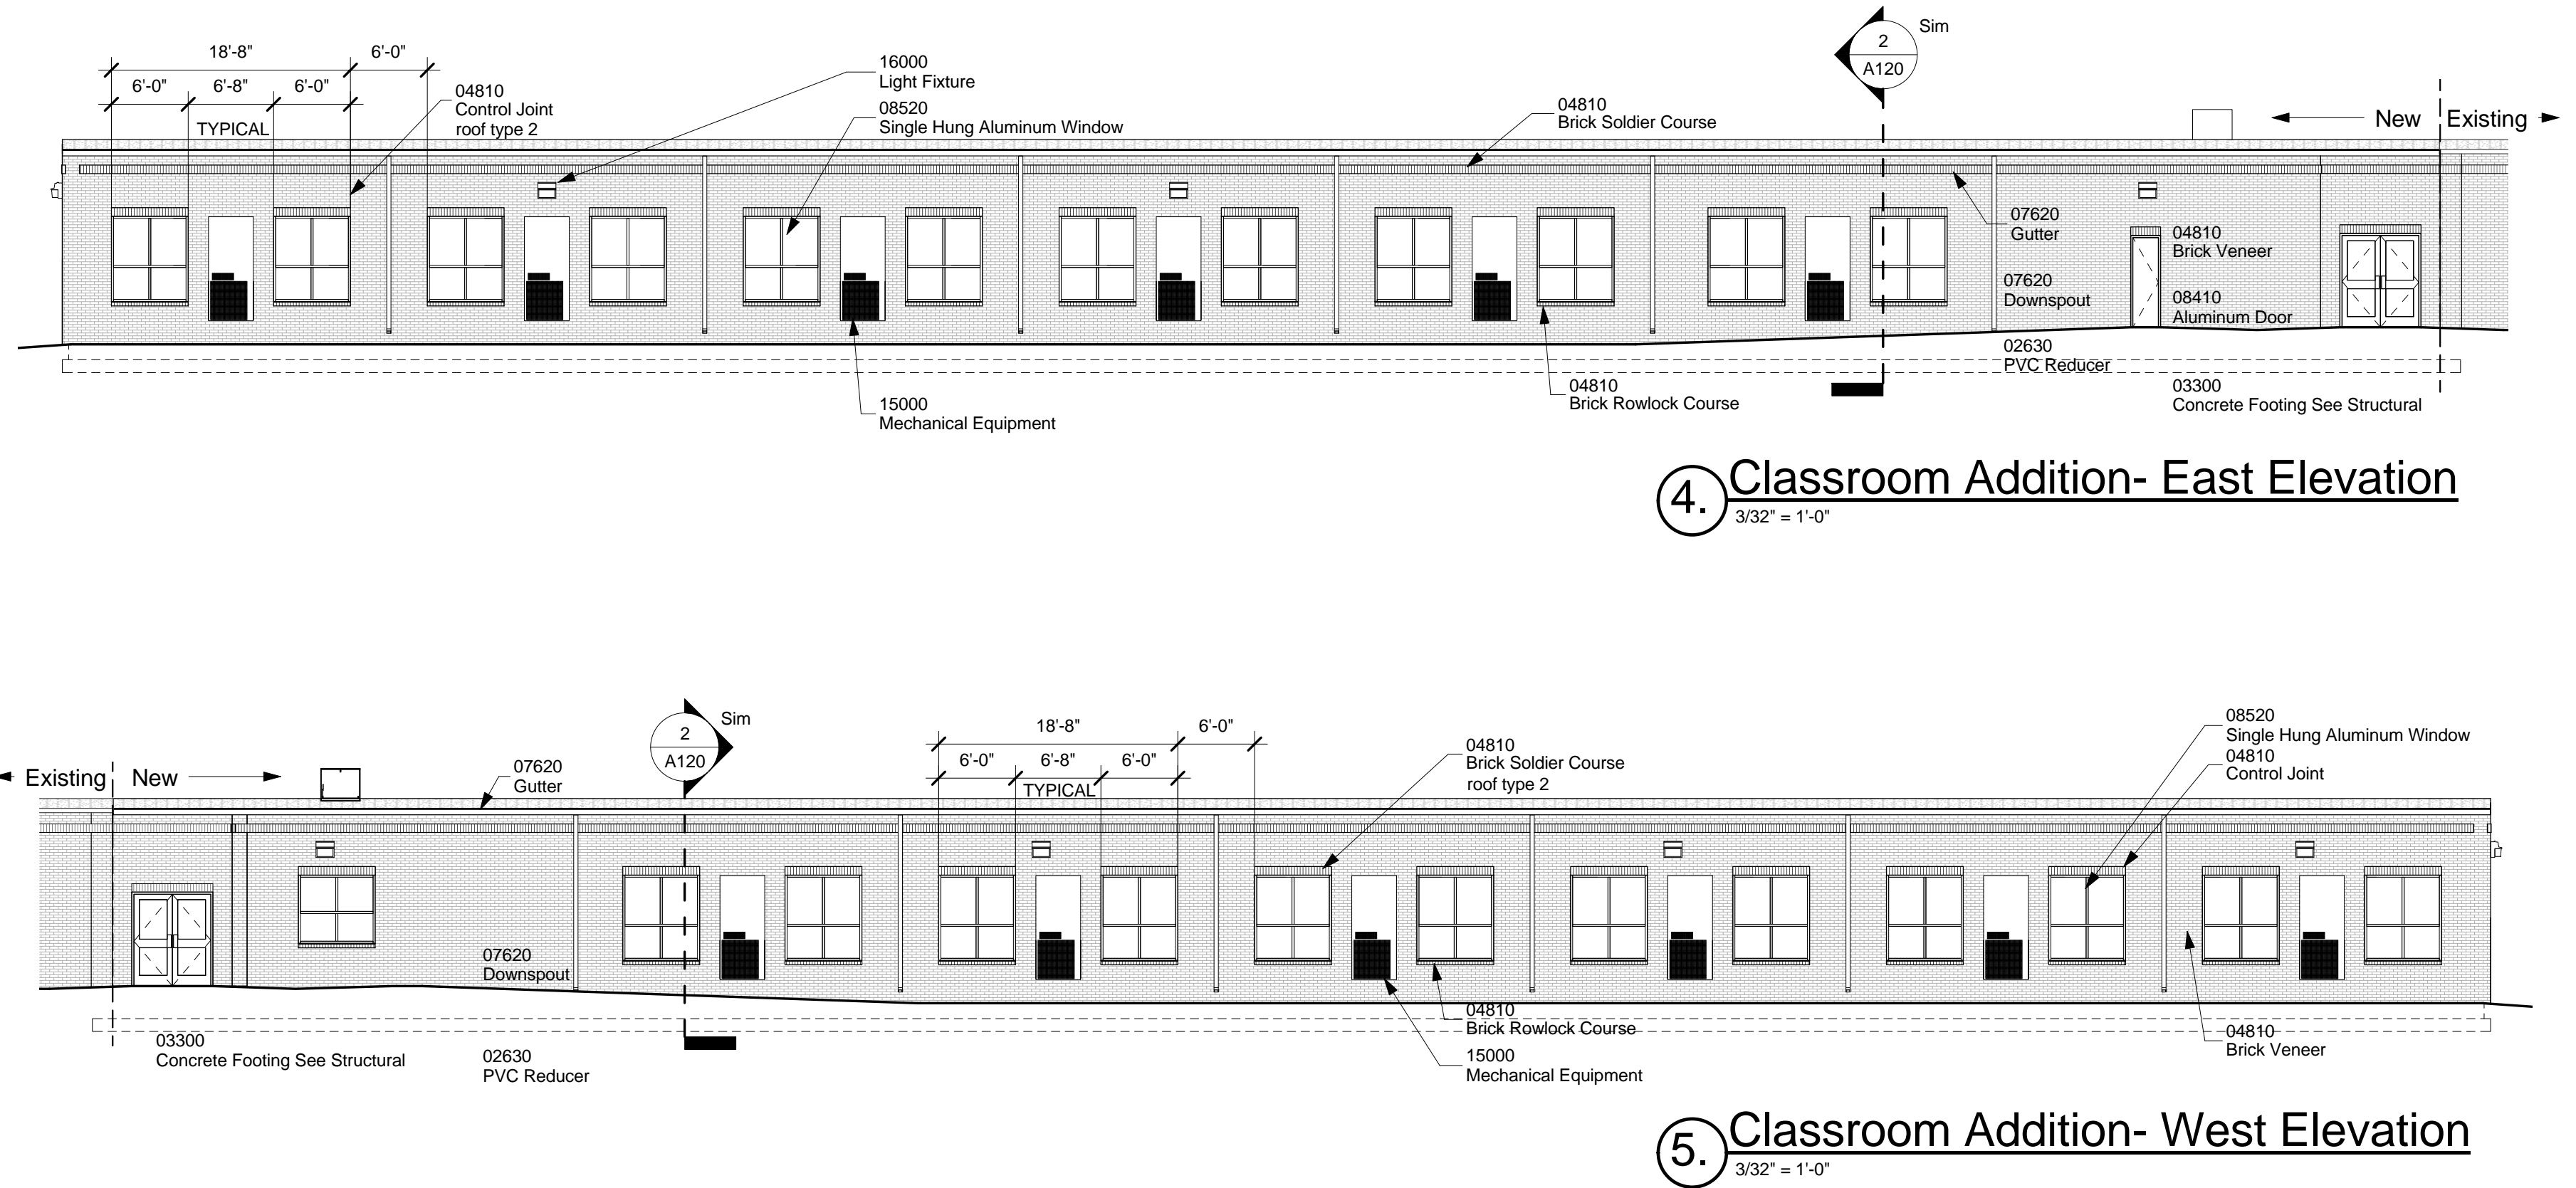 18'-8"
6'-0"
6'-0"
6'-8"
6'-0"
TYPICAL
04810
Control Joint
roof type 2
16000
Light Fixture
08520
Single Hung Aluminum Window
04810
Brick Soldier Course
2
A120
Sim
New
Existing
07620
Gutter
04810
Brick Veneer
07620
Downspout
08410
Aluminum Door
02630
PVC Reducer
03300
Concrete Footing See Structural
04810
Brick Rowlock Course
15000
Mechanical Equipment
4.
Classroom Addition- East Elevation
3/32" = 1'-0"
Existing
New
07620
Gutter
2
A120
Sim
18'-8"
6'-0"
6'-0"
6'-8"
6'-0"
TYPICAL
04810
Brick Soldier Course
roof type 2
08520
Single Hung Aluminum Window
04810
Control Joint
07620
Downspout
03300
Concrete Footing See Structural
02630
PVC Reducer
04810
Brick Rowlock Course
15000
Mechanical Equipment
04810
Brick Veneer
5.
Classroom Addition- West Elevation
3/32" = 1'-0"